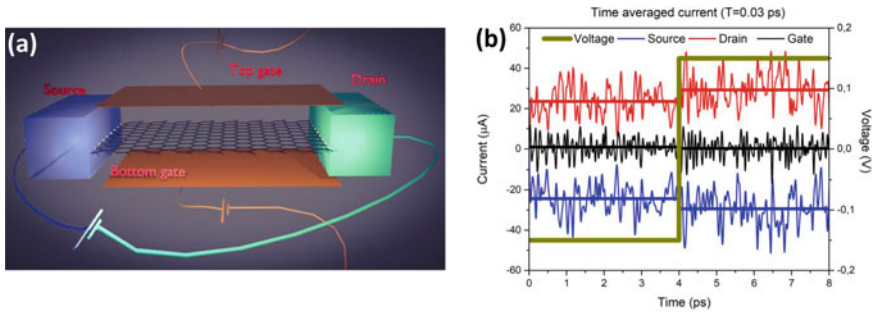 (a)
Top gate
Source
Drain
Bottom gate
(b)
Time averaged current (T=0.03 ps)
Voltage Source Drain Gate
60
40
20
0
-20
-40
-60
Current (µA)
0,2
0,1
0,0
-0,1
-0,2
Voltage (V)
0 1 2 3 4 5 6 7 8
Time (ps)